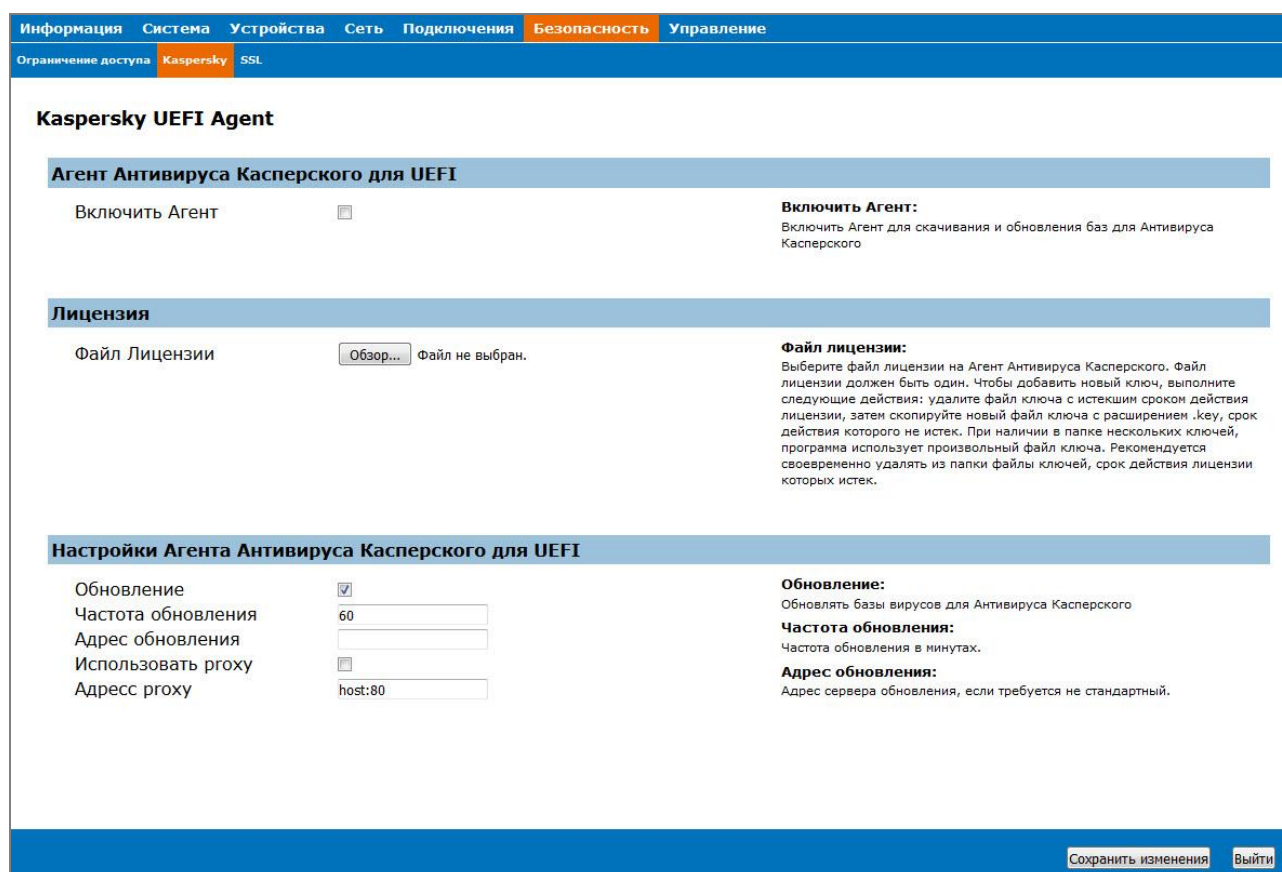 Информация Система Устройства Сеть Подключения Безопасность Управление
Ограничение доступа Kaspersky SSL
Kaspersky UEFI Agent
Агент Антивируса Касперского для UEFI
Включить Агент
Включить Агент:
Включить Агент для скачивания и обновления баз для Антивируса
Касперского
Лицензия
Файл Лицензии
Обзор... Файл не выбран.
Файл лицензии:
Выберите файл лицензии на Агент Антивируса Касперского. Файл
лицензии должен быть один. Чтобы добавить новый ключ, выполните
следующие действия: удалите файл ключа с истекшим сроком действия
лицензии, затем скопируйте новый файл ключа с расширением .key, срок
действия которого не истек. При наличии в папке нескольких ключей,
программа использует произвольный файл ключа. Рекомендуется
своевременно удалять из папки файлы ключей, срок действия лицензии
которых истек.
Настройки Агента Антивируса Касперского для UEFI
Обновление
Частота обновления 60
Адрес обновления
Использовать proxy
Адресс proxy host:80
Обновление:
Обновлять базы вирусов для Антивируса Касперского
Частота обновления:
Частота обновления в минутах.
Адрес обновления:
Адрес сервера обновления, если требуется не стандартный.
Сохранить изменения Выйти